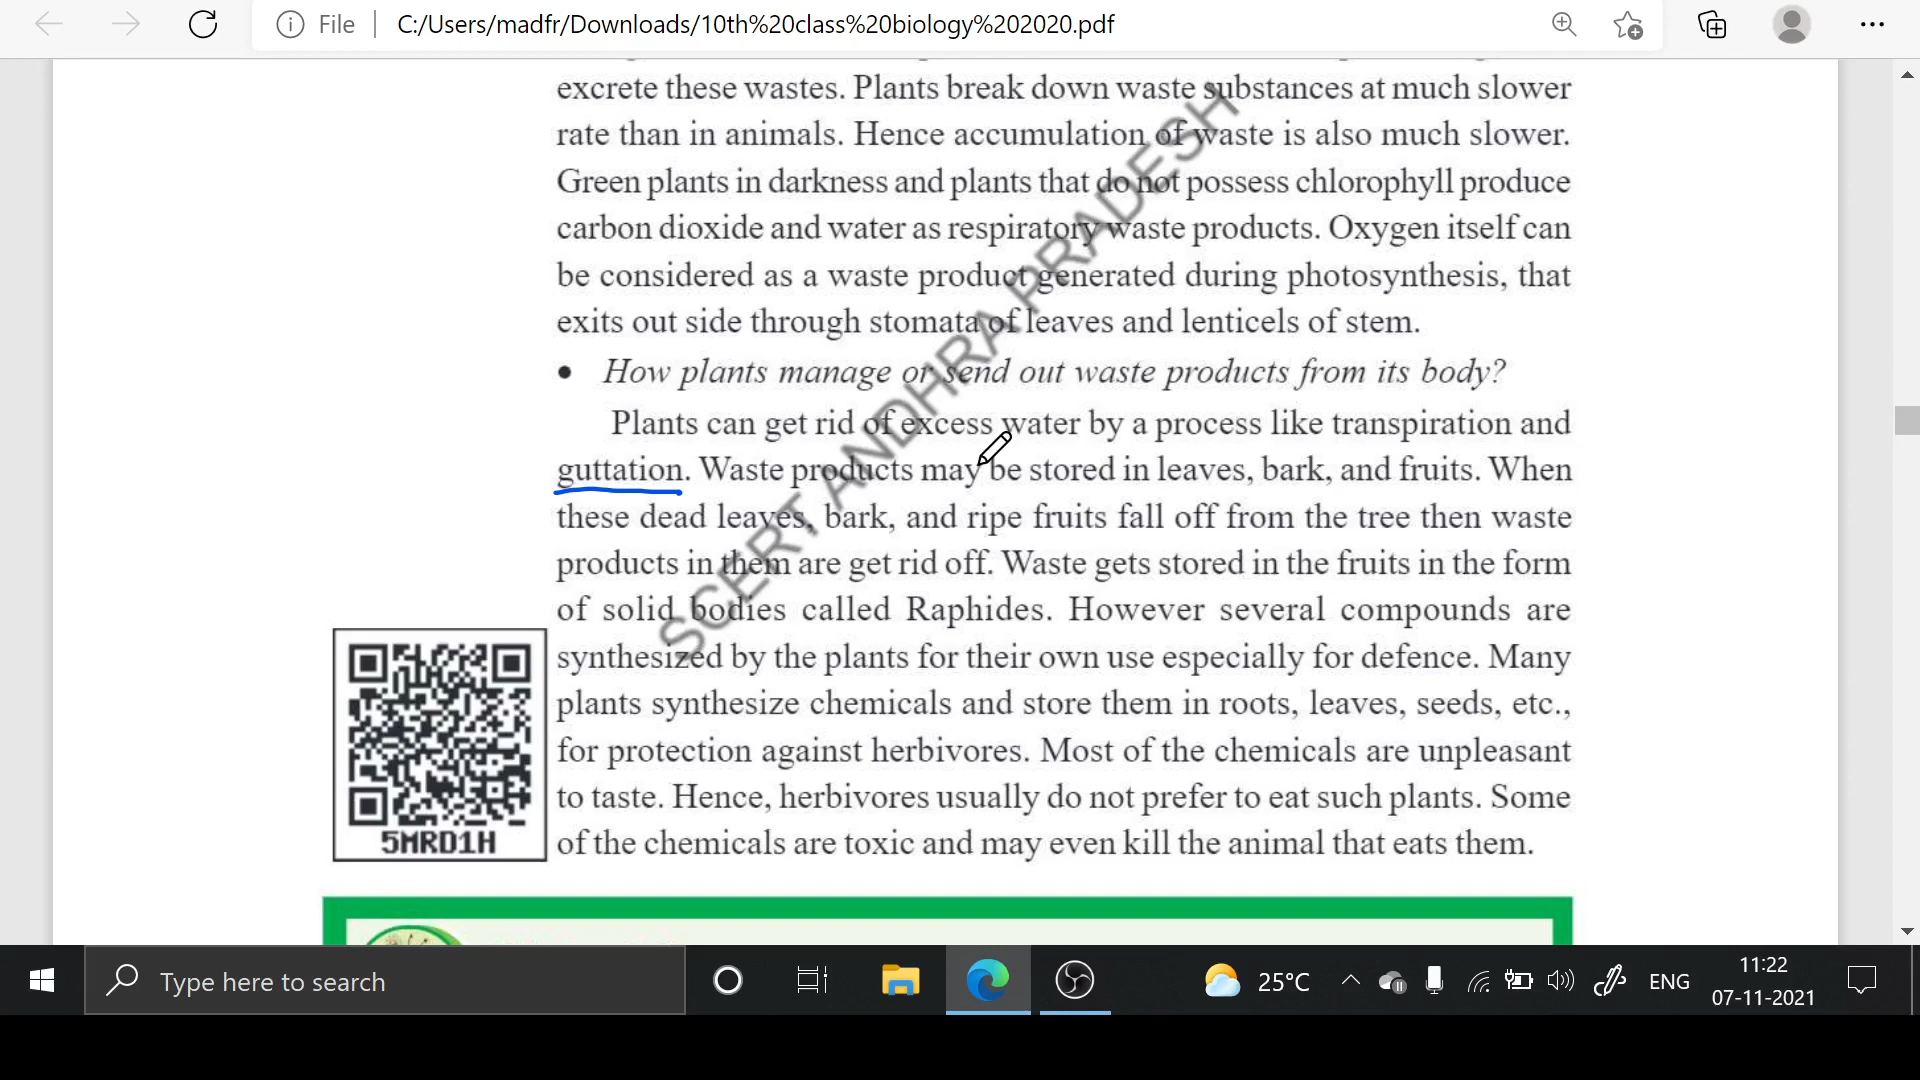 File C:/Users/madfr/Downloads/10th%20class%20biology%202020.pdf
excrete these wastes. Plants break down waste substances at much slower
rate than in animals. Hence accumulation of waste is also much slower.
Green plants in darkness and plants that do not possess chlorophyll produce
carbon dioxide and water as respiratory waste products. Oxygen itself can
be considered as a waste product generated during photosynthesis, that
exits out side through stomata of leaves and lenticels of stem.
• How plants manage or send out waste products from its body?
Plants can get rid of excess water by a process like transpiration and
guttation. Waste products may be stored in leaves, bark, and fruits. When
these dead leaves, bark, and ripe fruits fall off from the tree then waste
products in them are get rid off. Waste gets stored in the fruits in the form
of solid bodies called Raphides. However several compounds are
synthesized by the plants for their own use especially for defence. Many
plants synthesize chemicals and store them in roots, leaves, seeds, etc.,
for protection against herbivores. Most of the chemicals are unpleasant
to taste. Hence, herbivores usually do not prefer to eat such plants. Some
of the chemicals are toxic and may even kill the animal that eats them.
SCERT ANDHRA PRADESH
5MRD1H
Type here to search
25°C
ENG
11:22
07-11-2021